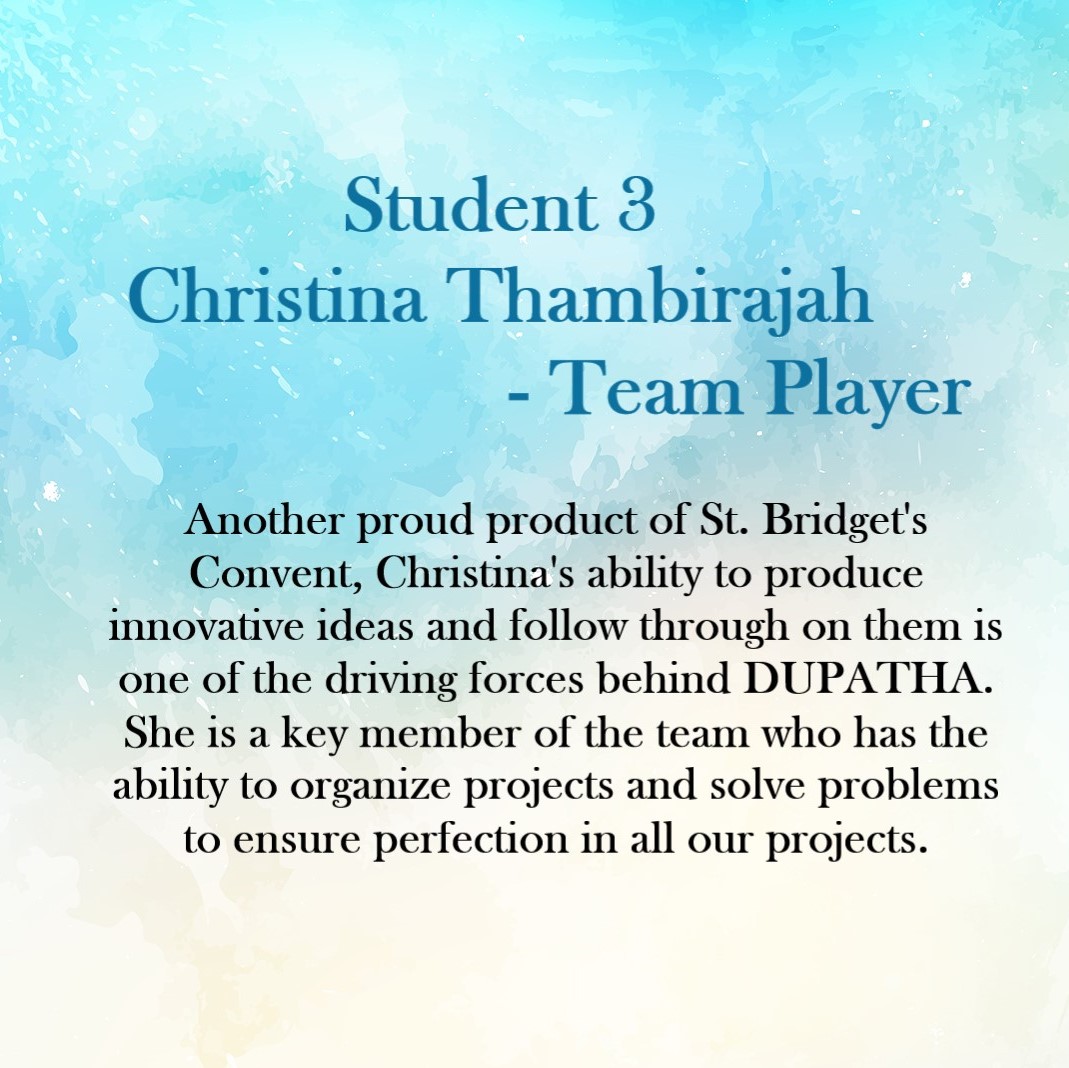 Student 3
Christina Thambirajah
- Team Player
Another proud product of St. Bridget's
Convent, Christina's ability to produce
innovative ideas and follow through on them is
one of the driving forces behind DUPATHA.
She is a key member of the team who has the
ability to organize projects and solve problems
to ensure perfection in all our projects.